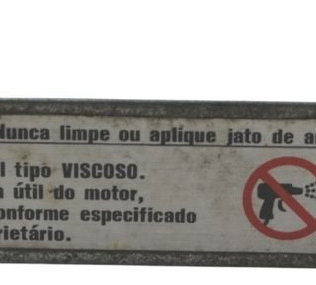 Nunca limpe ou aplique jato de
tipo VISCOSO.
útil do motor,
onforme especificado
rietário.